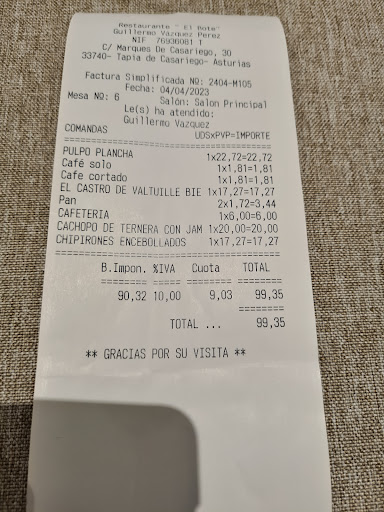 Restaurante " El Bote"
Guillermo Vazquez Perez
NIF 76936081 T
C/ Marques De Casariego, 30
33740- Tapia de Casariego- Asturias
Factura Simplificada Nº: 2404-M105
Fecha: 04/04/2023
Mesa Nº: 6 Salón: Salon Principal
Le(s) ha atendido:
Guillermo Vazquez
COMANDAS UDSxPVP=IMPORTE
PULPO PLANCHA 1x22,72=22,72
Café solo 1x1,81=1,81
Cafe cortado 1x1,81=1,81
EL CASTRO DE VALTUILLE BIE 1x17,27=17,27
Pan 2x1,72=3,44
CAFETERIA 1x6,00=6,00
CACHOPO DE TERNERA CON JAM 1x20,00=20,00
CHIPIRONES ENCEBOLLADOS 1x17,27=17,27
B.Impon. %IVA Cuota TOTAL
90,32 10,00 9,03 99,35
TOTAL ... 99,35
** GRACIAS POR SU VISITA **